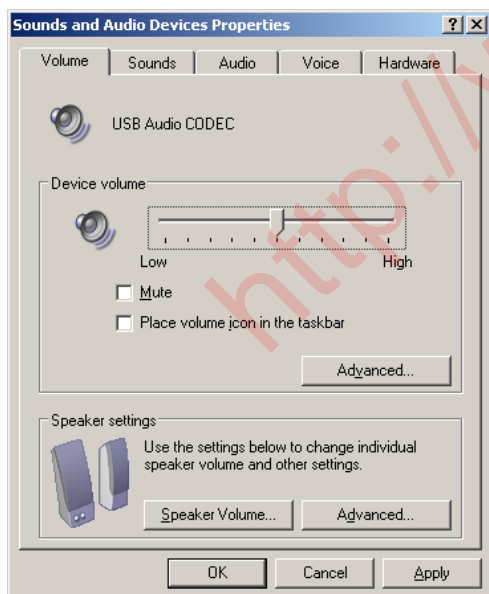 Sounds and Audio Devices Properties
Volume Sounds Audio Voice Hardware
USB Audio CODEC
Device volume
Low High
Mute
Place volume icon in the taskbar
Advanced...
Speaker settings
Use the settings below to change individual
speaker volume and other settings.
Speaker Volume... Advanced...
OK Cancel Apply
http://